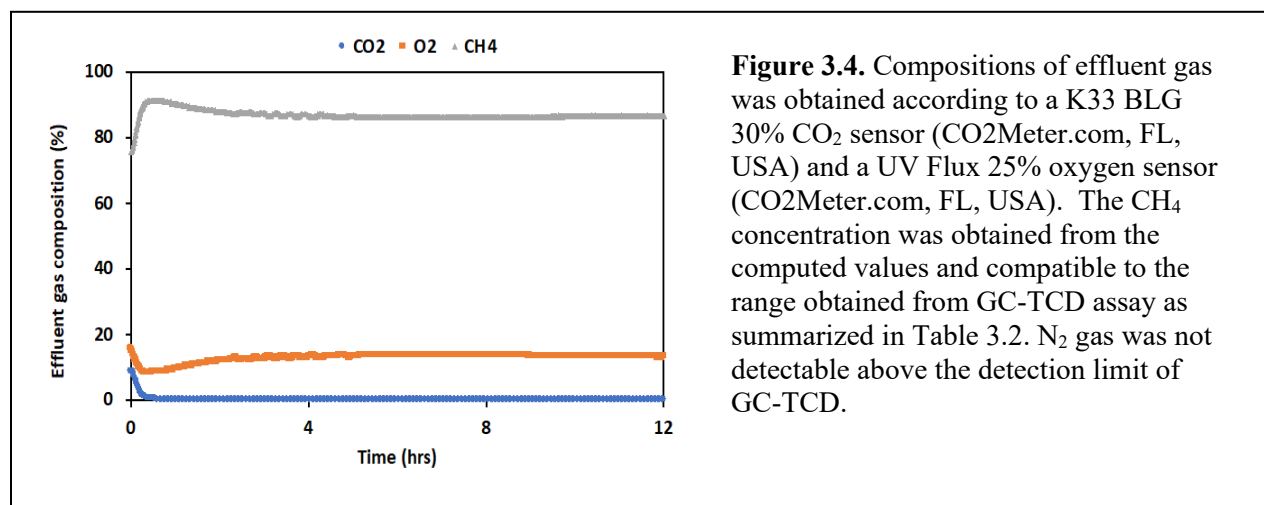 CO2 O2 CH4
100
80
60
40
20
0
Effluent gas composition (%)
0 4 8 12
Time (hrs)
Figure 3.4. Compositions of effluent gas
was obtained according to a K33 BLG
30% CO₂ sensor (CO2Meter.com, FL,
USA) and a UV Flux 25% oxygen sensor
(CO2Meter.com, FL, USA). The CH₄
concentration was obtained from the
computed values and compatible to the
range obtained from GC-TCD assay as
summarized in Table 3.2. N₂ gas was not
detectable above the detection limit of
GC-TCD.